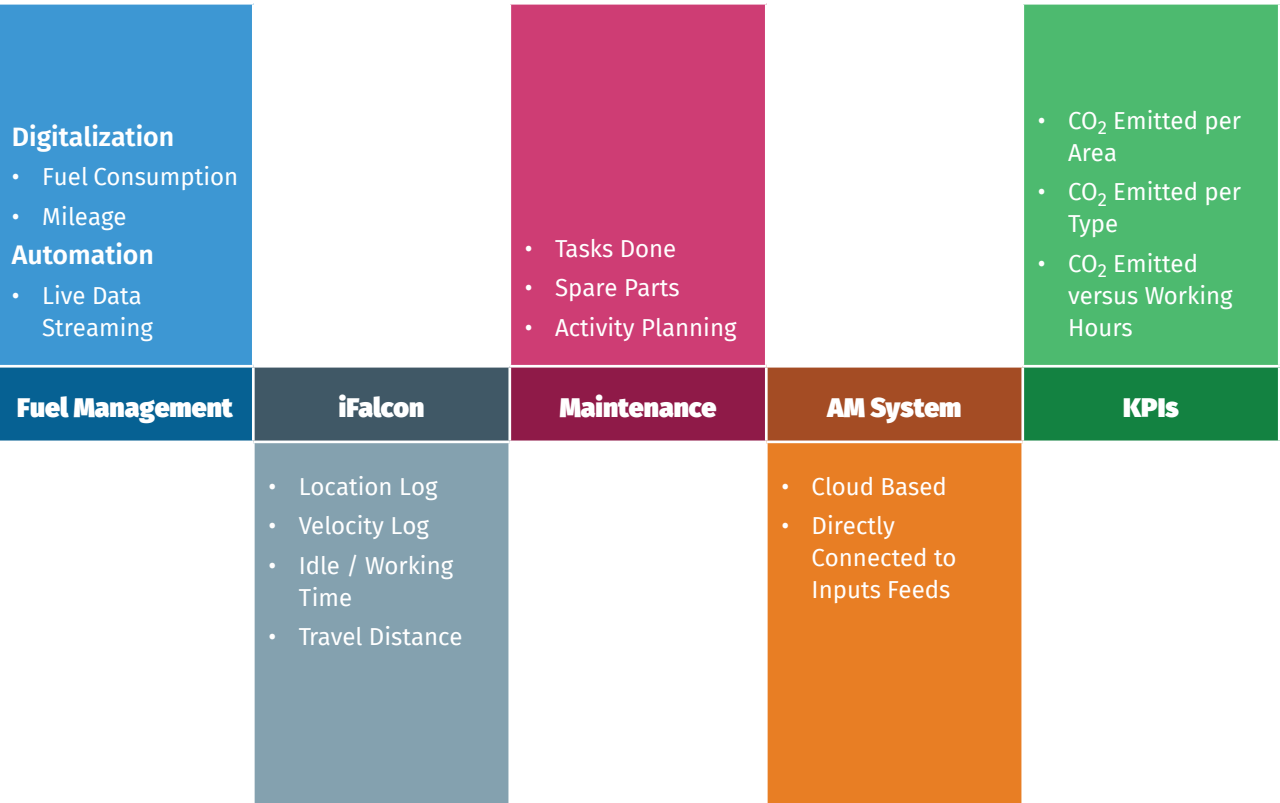 Digitalization
• Fuel Consumption
• Mileage
Automation
• Live Data
Streaming
Fuel Management
iFalcon
• Location Log
• Velocity Log
• Idle / Working
Time
• Travel Distance
• Tasks Done
• Spare Parts
• Activity Planning
Maintenance
AM System
• Cloud Based
• Directly
Connected to
Inputs Feeds
• CO₂ Emitted per
Area
• CO₂ Emitted per
Type
• CO₂ Emitted
versus Working
Hours
KPIs